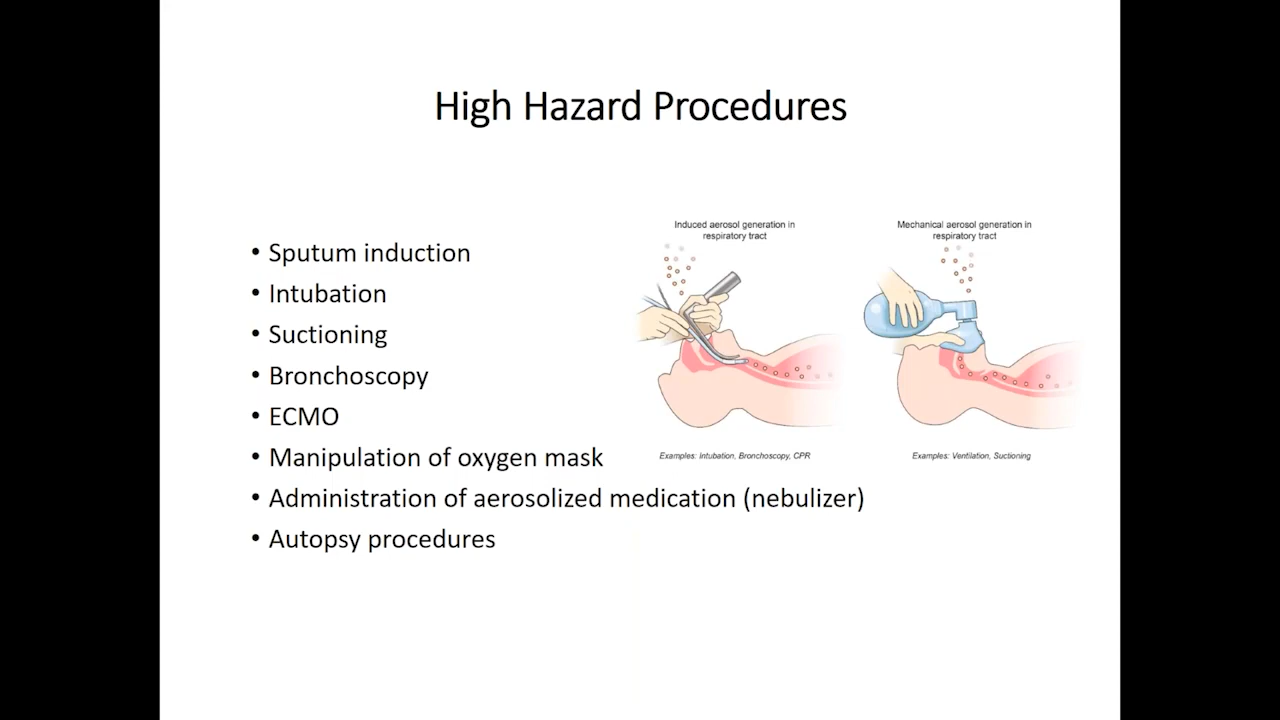 High Hazard Procedures
• Sputum induction
• Intubation
• Suctioning
• Bronchoscopy
• ECMO
• Manipulation of oxygen mask
• Administration of aerosolized medication (nebulizer)
• Autopsy procedures
Induced aerosol generation in
respiratory tract
Examples: Intubation, Bronchoscopy, CPR
Mechanical aerosol generation in
respiratory tract
Examples: Ventilation, Suctioning